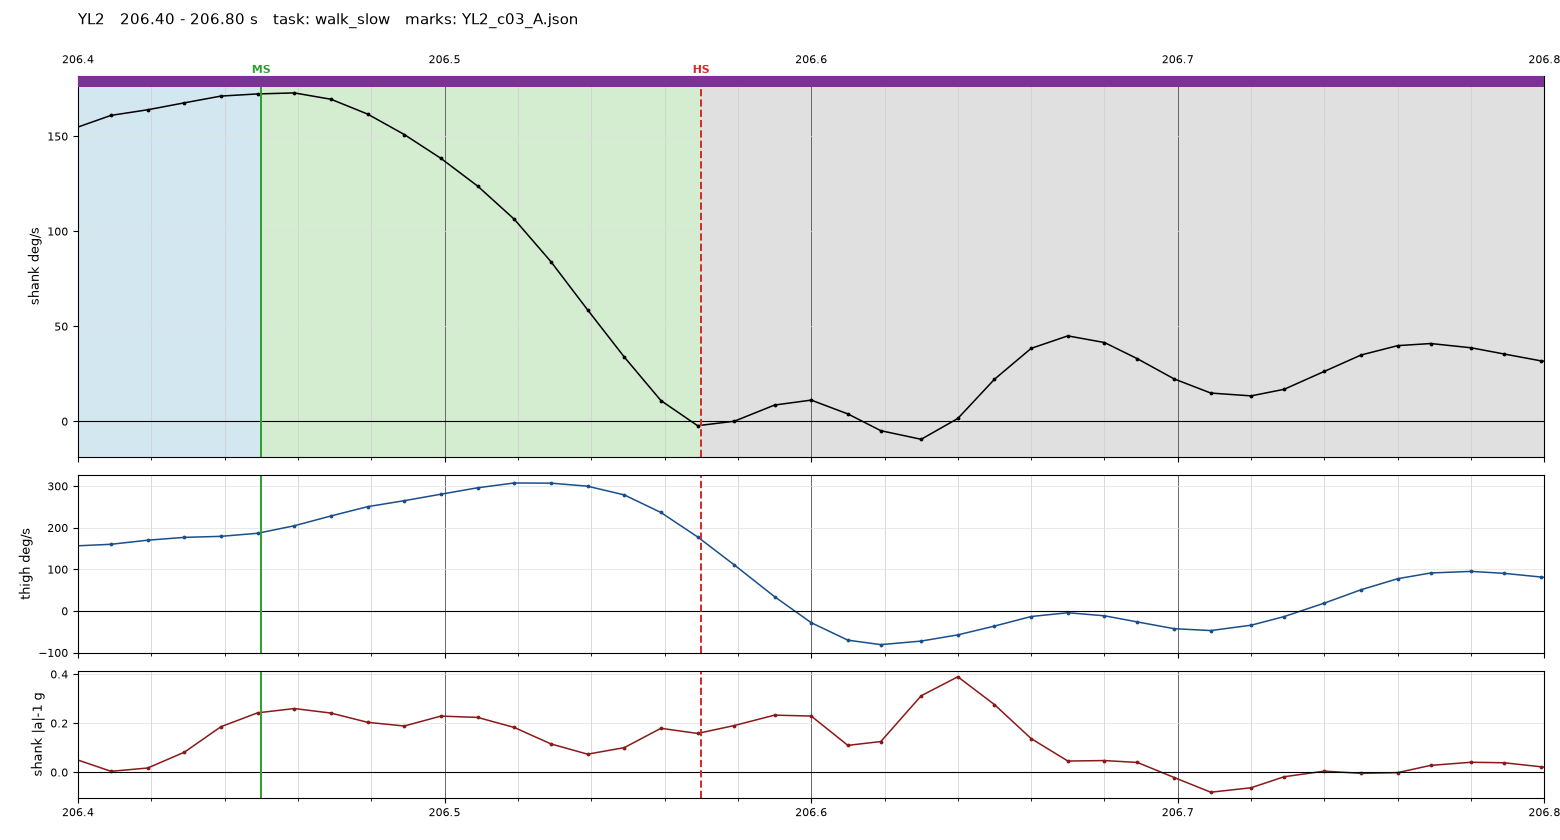 YL2 206.40 - 206.80 s task: walk_slow marks: YL2_c03_A.json
206.4 206.5 206.6 206.7 206.8
MS HS
shank deg/s
150
100
50
0
thigh deg/s
300
200
100
0
−100
shank |a|-1 g
0.4
0.2
0.0
206.4 206.5 206.6 206.7 206.8